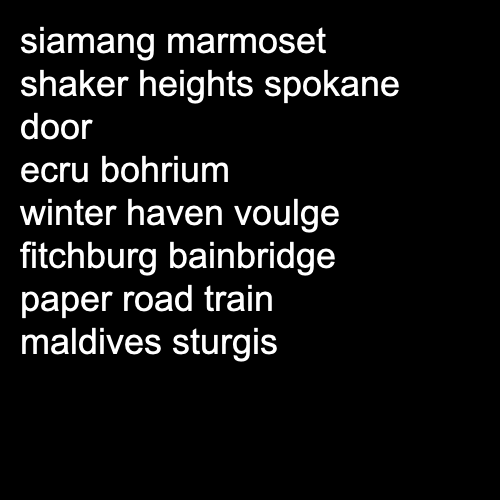 siamang marmoset
shaker heights spokane
door
ecru bohrium
winter haven voulge
fitchburg bainbridge
paper road train
maldives sturgis